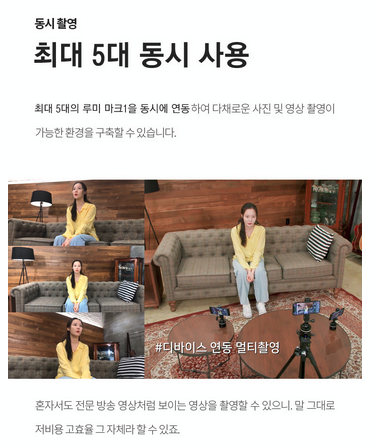 동시 촬영
최대 5대 동시 사용
최대 5대의 루미 마크1을 동시에 연동하여 다채로운 사진 및 영상 촬영이
가능한 환경을 구축할 수 있습니다.
#디바이스 연동 멀티촬영
혼자서도 전문 방송 영상처럼 보이는 영상을 촬영할 수 있으니. 말 그대로
저비용 고효율 그 자체라 할 수 있죠.